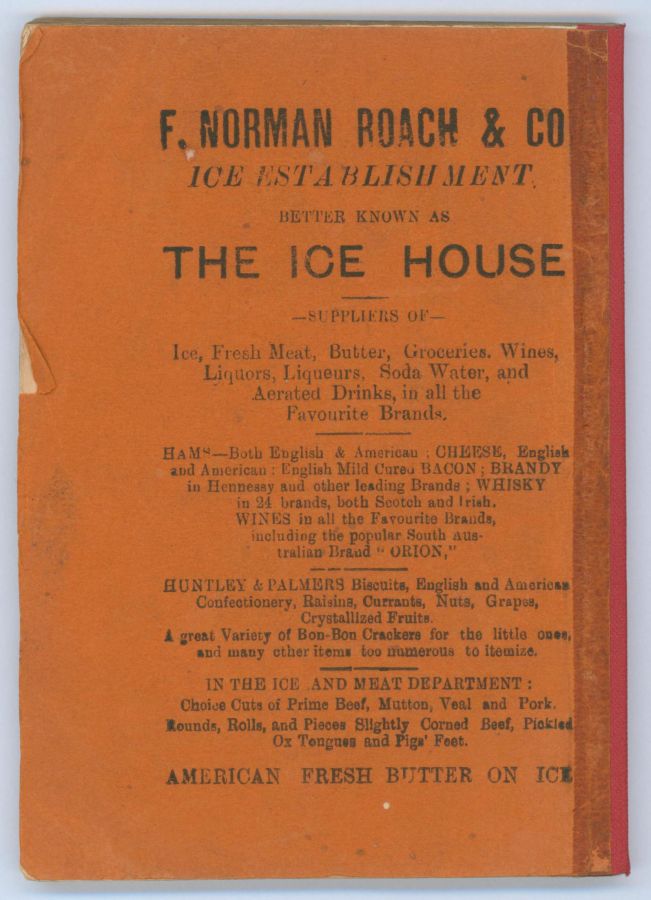 F. NORMAN ROACH & CO
ICE ESTABLISHMENT.
BETTER KNOWN AS
THE ICE HOUSE
—SUPPLIERS OF—
Ice, Fresh Meat, Butter, Groceries. Wines,
Liquors, Liqueurs, Soda Water, and
Aerated Drinks, in all the
Favourite Brands.
HAMS—Both English & American ; CHEESE, English
and American : English Mild Cured BACON ; BRANDY
in Hennessy and other leading Brands ; WHISKY
in 24 brands, both Scotch and Irish.
WINES in all the Favourite Brands,
including the popular South Aus-
tralian Brand "ORION,"
HUNTLEY & PALMERS Biscuits, English and American
Confectionery, Raisins, Currants, Nuts, Grapes,
Crystallized Fruits.
A great Variety of Bon-Bon Crackers for the little ones,
and many other items too numerous to itemize.
IN THE ICE AND MEAT DEPARTMENT :
Choice Cuts of Prime Beef, Mutton, Veal and Pork.
Rounds, Rolls, and Pieces Slightly Corned Beef, Pickled
Ox Tongues and Pigs' Feet.
AMERICAN FRESH BUTTER ON ICE